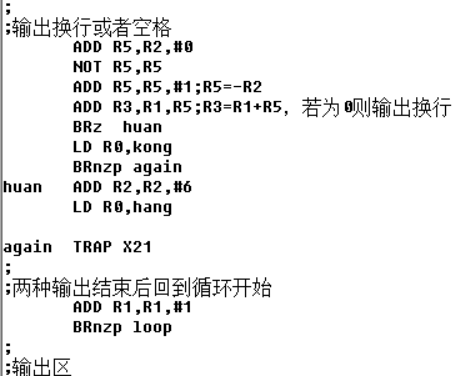 ;
;输出换行或者空格
ADD R5,R2,#0
NOT R5,R5
ADD R5,R5,#1;R5=-R2
ADD R3,R1,R5;R3=R1+R5，若为0则输出换行
BRz  huan
LD R0,kong
BRnzp again
huan ADD R2,R2,#6
LD R0,hang
again TRAP X21
;
;两种输出结束后回到循环开始
ADD R1,R1,#1
BRnzp loop
;
;输出区